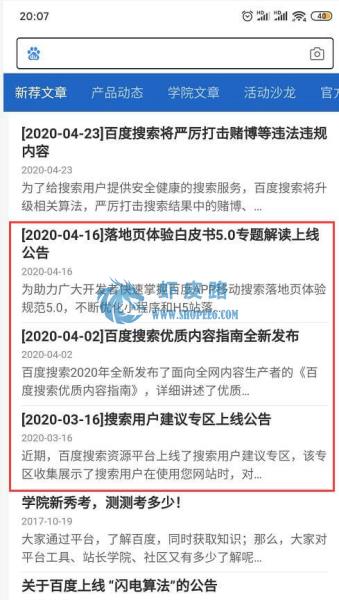 20:07
HD HD 40
新荐文章 产品动态 学院文章 活动沙龙 官方
[2020-04-23]百度搜索将严厉打击赌博等违法违规
内容
2020-04-23
为了给搜索用户提供安全健康的搜索服务，百度搜索将升
级相关算法，严厉打击搜索结果中的赌博、…
[2020-04-16]落地页体验白皮书5.0专题解读上线
公告
2020-04-16
为助力广大开发者快速掌握百度APP移动搜索落地页体验
规范5.0，不断优化小程序和H5站落…
虾皮路
WWW.SHOPEE6.COM
[2020-04-02]百度搜索优质内容指南全新发布
2020-04-02
百度搜索2020年全新发布了面向全网内容生产者的《百
度搜索优质内容指南》，详细讲述了优质…
[2020-03-16]搜索用户建议专区上线公告
2020-03-16
近期，百度搜索资源平台上线了搜索用户建议专区，该专
区收集展示了搜索用户在使用您网站时，对…
学院新秀考，测测考多少！
2017-10-19
大家通过平台，了解百度，同时获取知识；那么，大家对
平台工具、站长学院、社区又有多少了解呢…
关于百度上线 “闪电算法”的公告